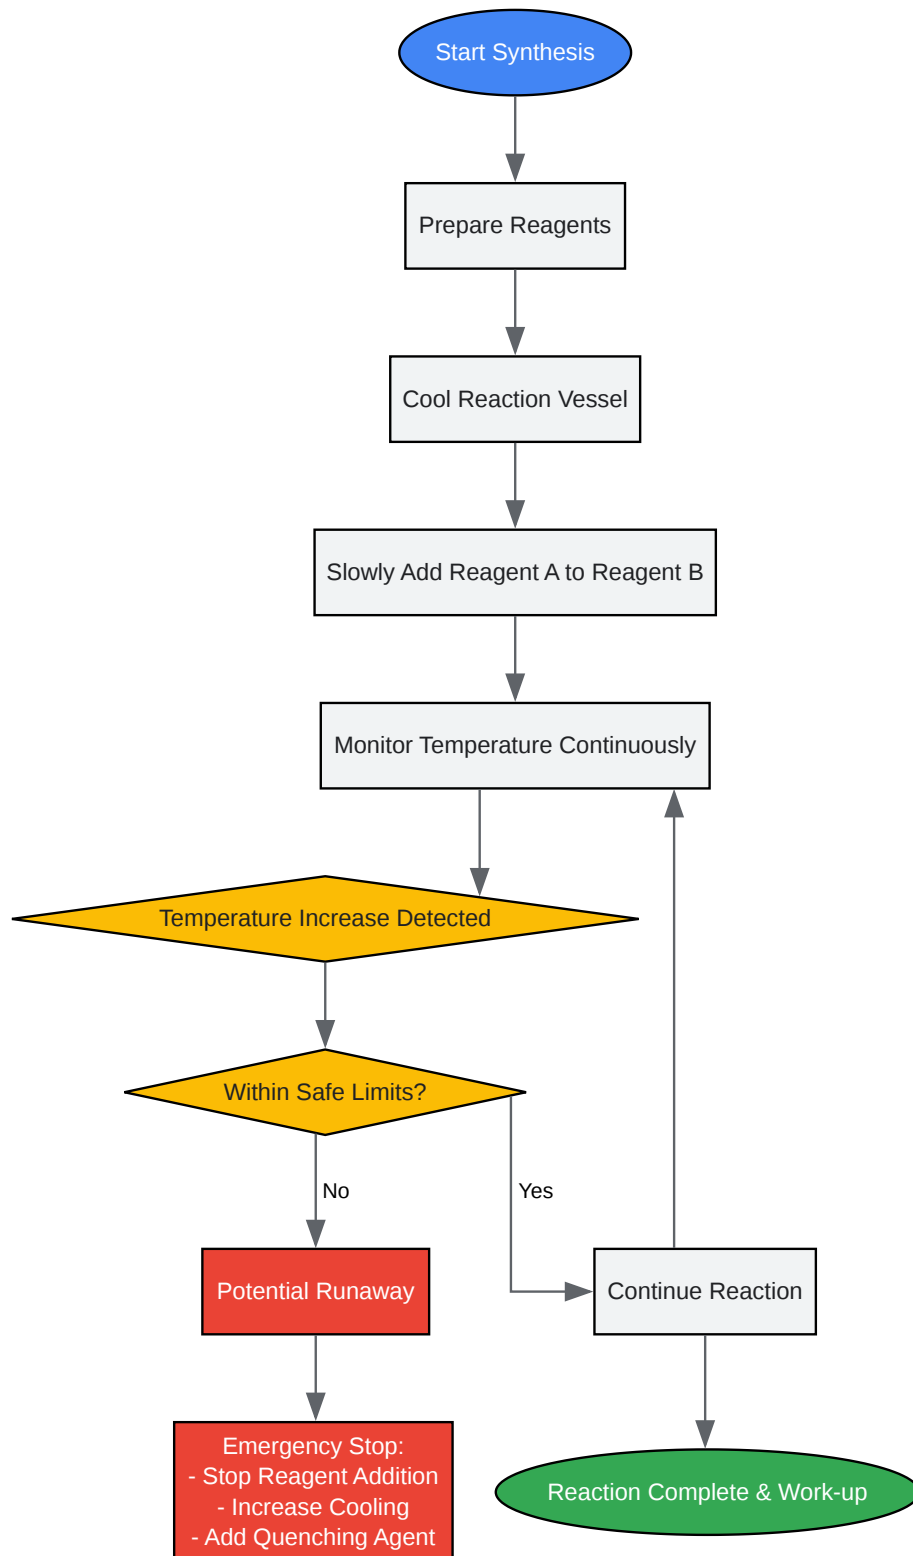 Start Synthesis
Prepare Reagents
Cool Reaction Vessel
Slowly Add Reagent A to Reagent B
Monitor Temperature Continuously
Temperature Increase Detected
Within Safe Limits?
No
Yes
Potential Runaway
Continue Reaction
Emergency Stop:
- Stop Reagent Addition
- Increase Cooling
- Add Quenching Agent
Reaction Complete & Work-up